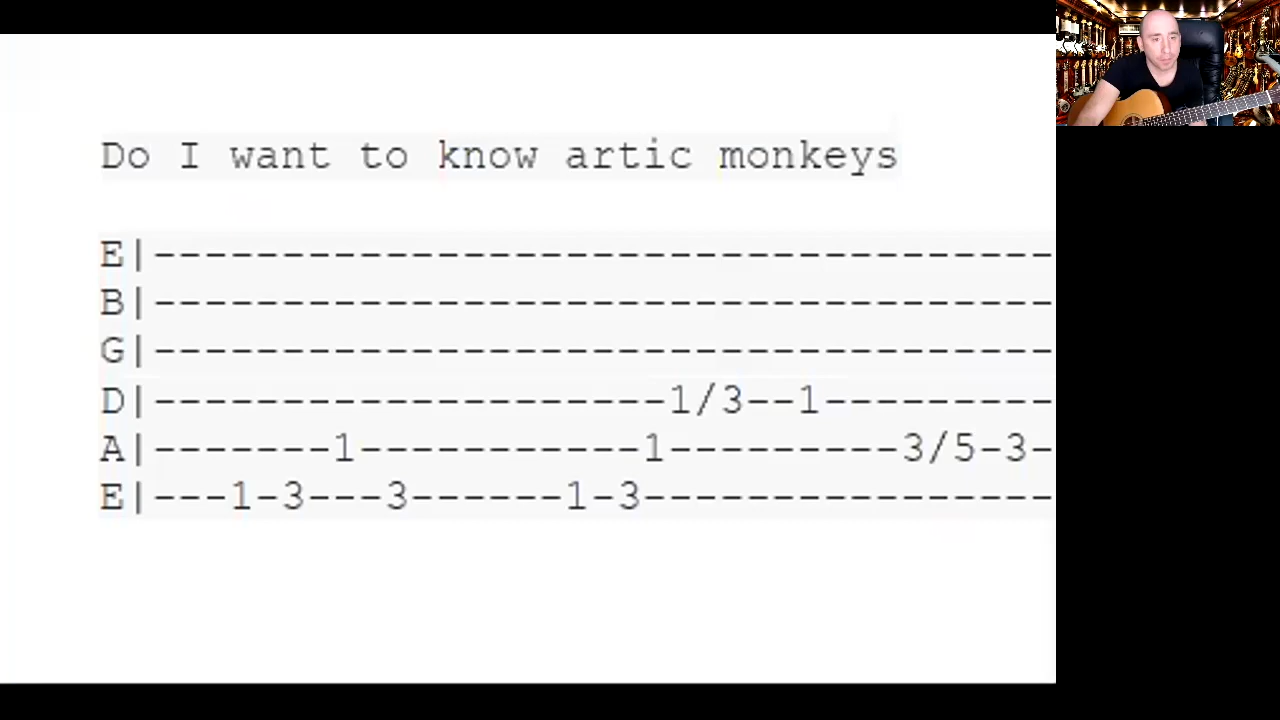 Do I want to know artic monkeys
E|-----------------------------------
B|-----------------------------------
G|-----------------------------------
D|--------------------1/3--1---------
A|-------1-----------1---------3/5-3-
E|---1-3---3------1-3----------------